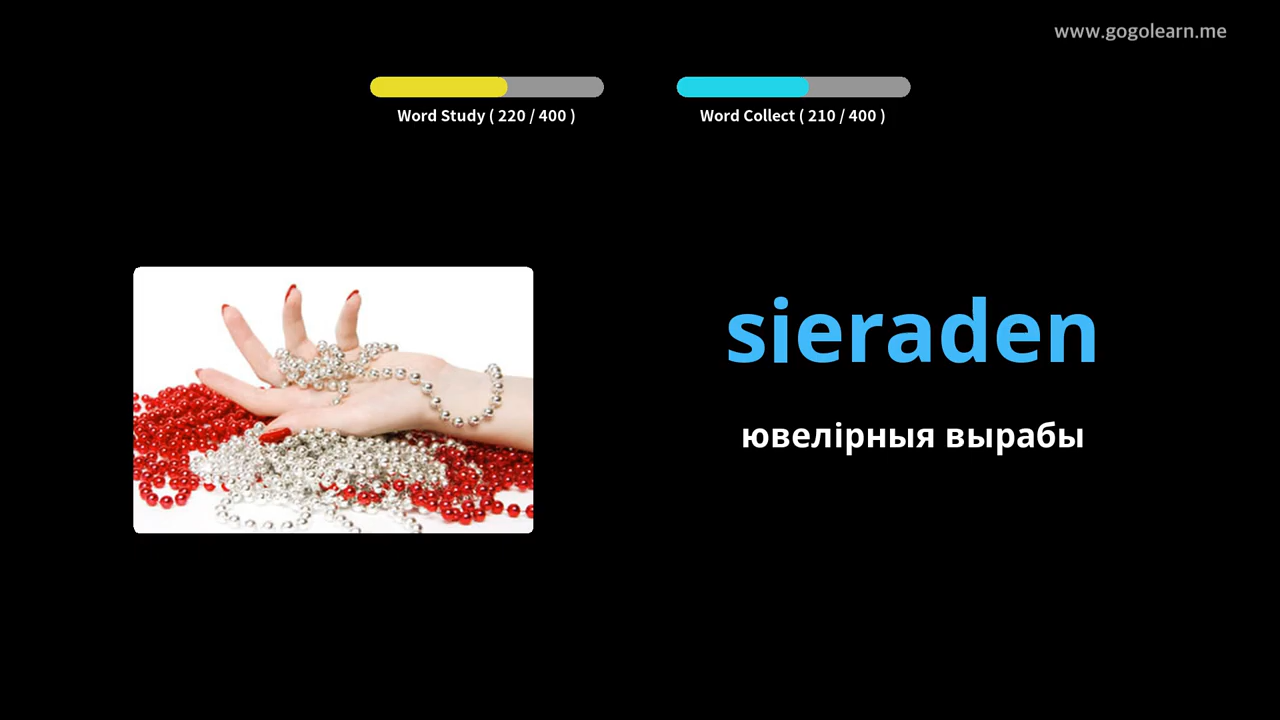 www.gogolearn.me
Word Study ( 220 / 400 )
Word Collect ( 210 / 400 )
sieraden
ювелірныя вырабы